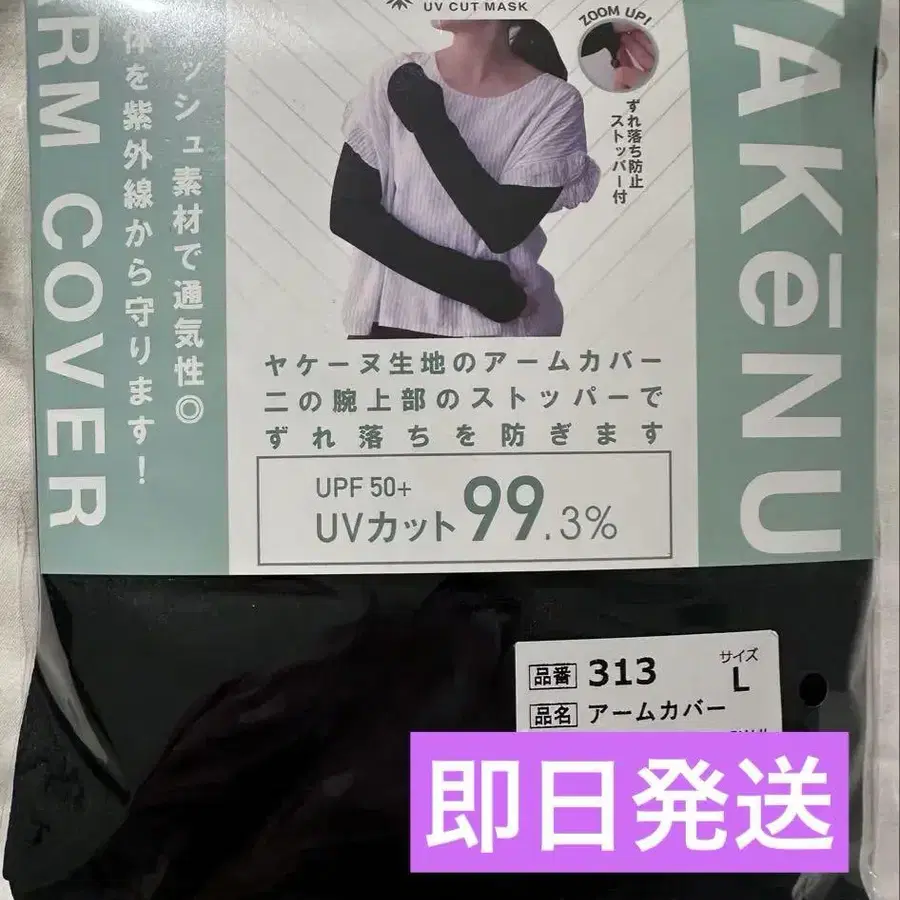 UV CUT MASK
ZOOM UP!
ずれ落ち防止
ストッパー付
ARM COVER
ッシュ素材で通気性◎
体を紫外線から守ります!
YAKēNU
ヤケーヌ生地のアームカバー
二の腕上部のストッパーで
ずれ落ちを防ぎます
UPF 50+
UVカット99.3%
品番 313
サイズ
L
品名 アームカバー
即日発送